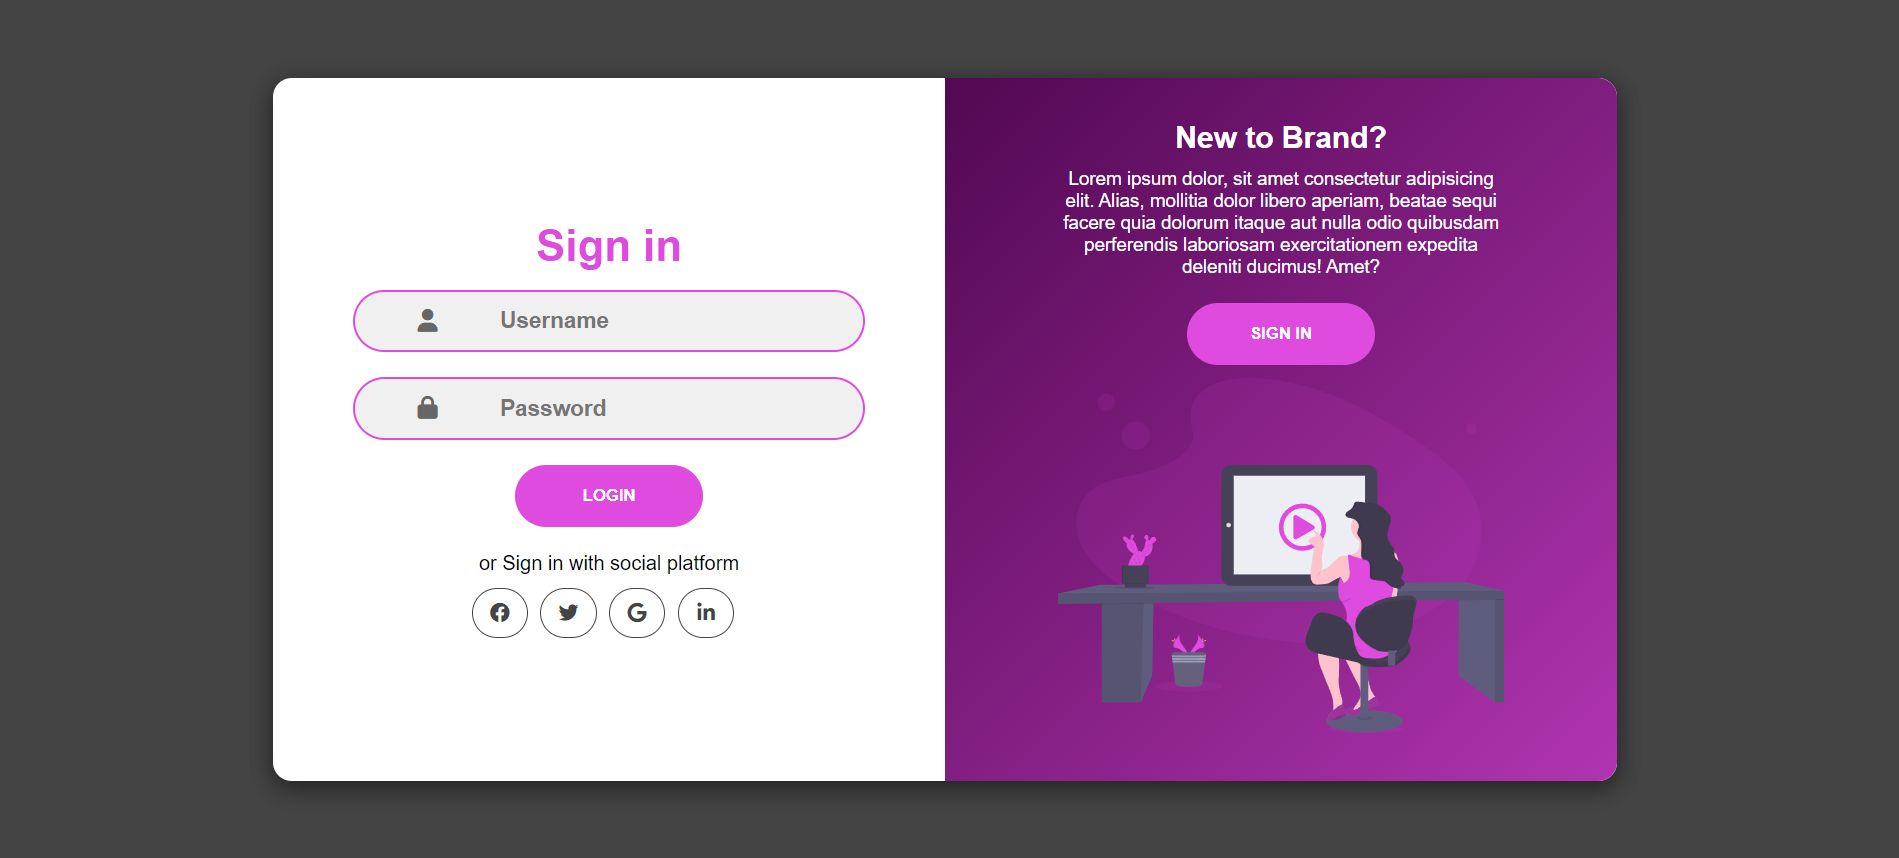 Sign in
Username
Password
LOGIN
or Sign in with social platform
New to Brand?
Lorem ipsum dolor, sit amet consectetur adipisicing
elit. Alias, mollitia dolor libero aperiam, beatae sequi
facere quia dolorum itaque aut nulla odio quibusdam
perferendis laboriosam exercitationem expedita
deleniti ducimus! Amet?
SIGN IN